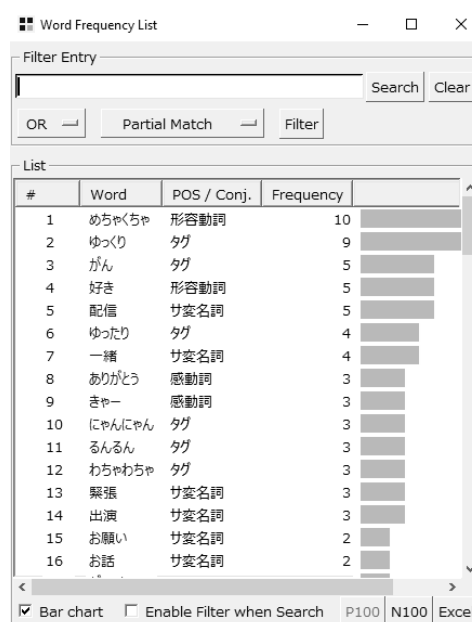 Word Frequency List
Filter Entry
Search Clear
OR Partial Match Filter
List
# Word POS / Conj. Frequency
1 めちゃくちゃ 形容動詞 10
2 ゆっくり タグ 9
3 がん タグ 5
4 好き 形容動詞 5
5 配信 サ変名詞 5
6 ゆったり タグ 4
7 一緒 サ変名詞 4
8 ありがとう 感動詞 3
9 きゃー 感動詞 3
10 にゃんにゃん タグ 3
11 るんるん タグ 3
12 わちゃわちゃ タグ 3
13 緊張 サ変名詞 3
14 出演 サ変名詞 3
15 お願い サ変名詞 2
16 お話 サ変名詞 2
Bar chart Enable Filter when Search P100 N100 Exce